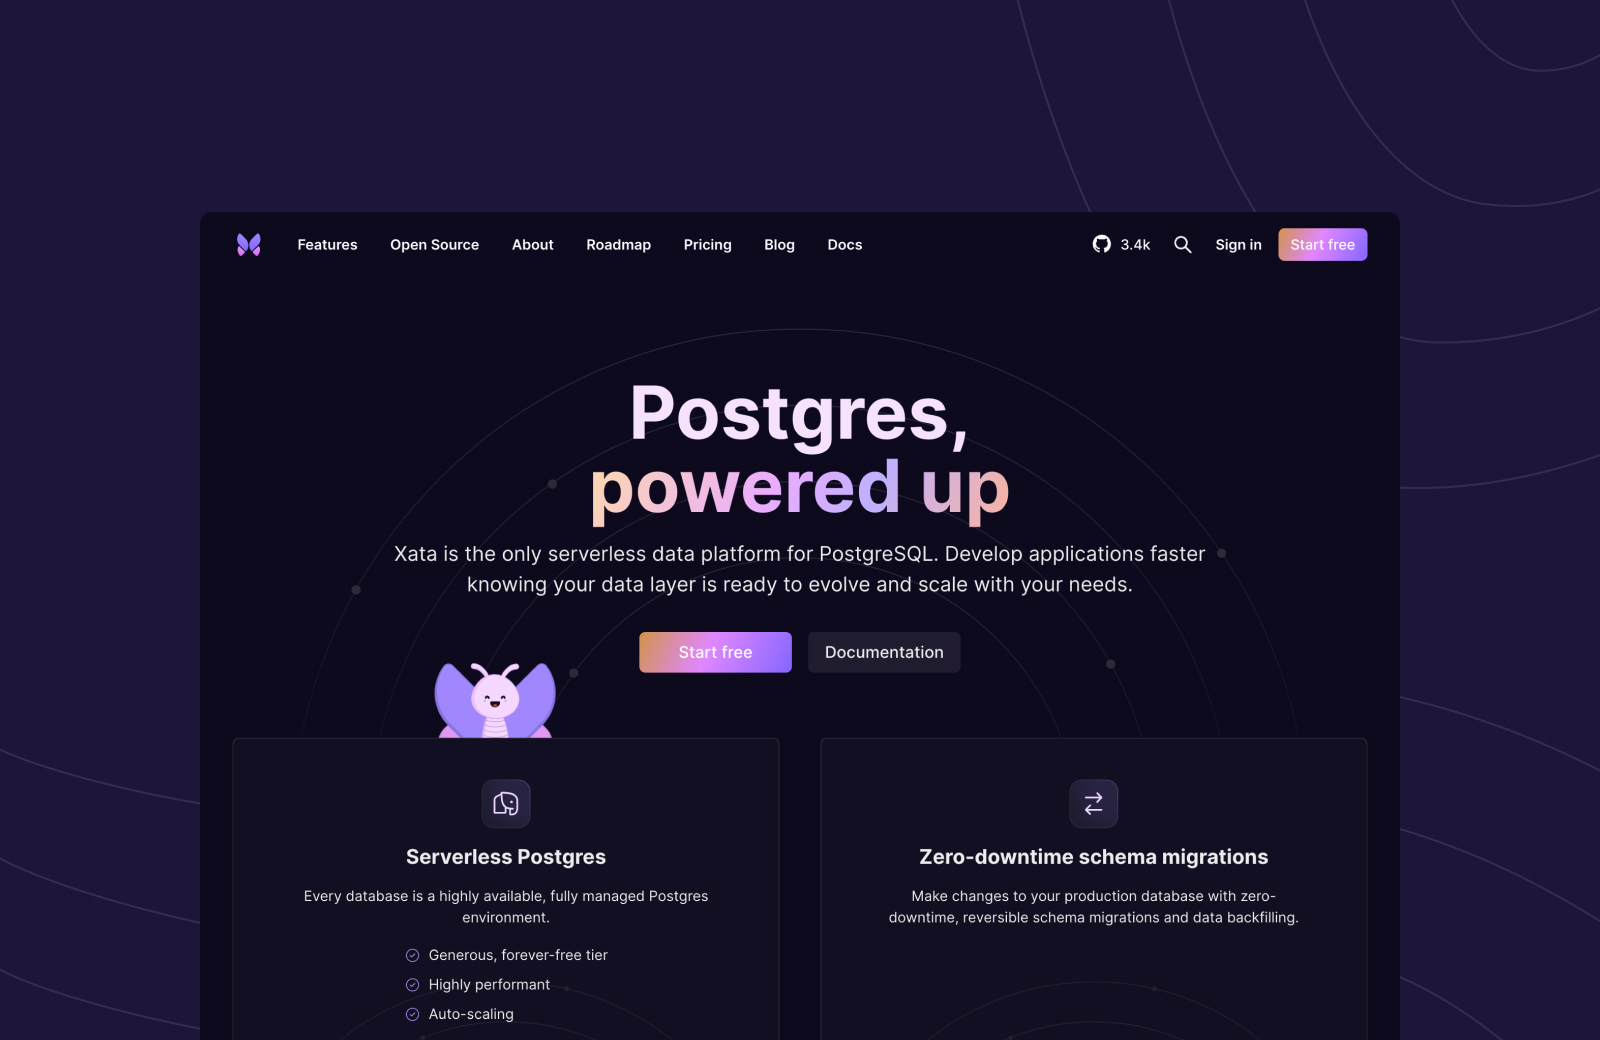 Features Open Source About Roadmap Pricing Blog Docs 3.4k Sign in Start free
Postgres,
powered up
Xata is the only serverless data platform for PostgreSQL. Develop applications faster
knowing your data layer is ready to evolve and scale with your needs.
Start free Documentation
Serverless Postgres
Every database is a highly available, fully managed Postgres
environment.
Generous, forever-free tier
Highly performant
Auto-scaling
Zero-downtime schema migrations
Make changes to your production database with zero-
downtime, reversible schema migrations and data backfilling.